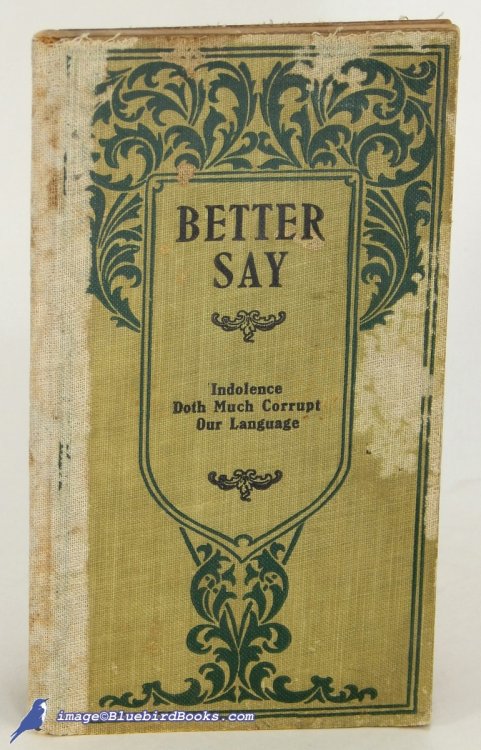 BETTER
SAY
Indolence
Doth Much Corrupt
Our Language
image©BluebirdBooks.com